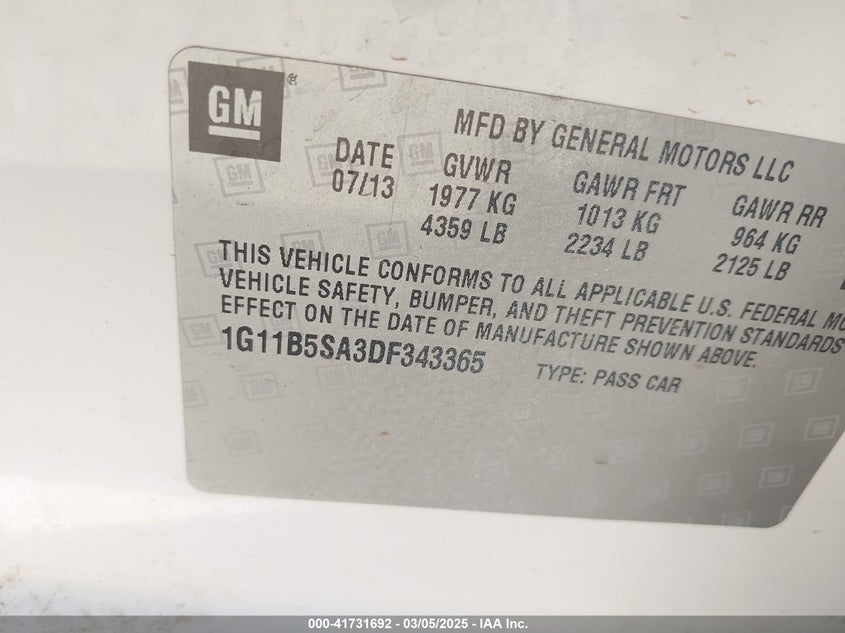 GM
MFD BY GENERAL MOTORS LLC
DATE GVWR GAWR FRT GAWR RR
07/13 1977 KG 1013 KG 964 KG
4359 LB 2234 LB 2125 LB
THIS VEHICLE CONFORMS TO ALL APPLICABLE U.S. FEDERAL
VEHICLE SAFETY, BUMPER, AND THEFT PREVENTION STANDARDS
EFFECT ON THE DATE OF MANUFACTURE SHOWN ABOVE.
1G11B5SA3DF343365 TYPE: PASS CAR
000-41731692 - 03/05/2025 - IAA Inc.